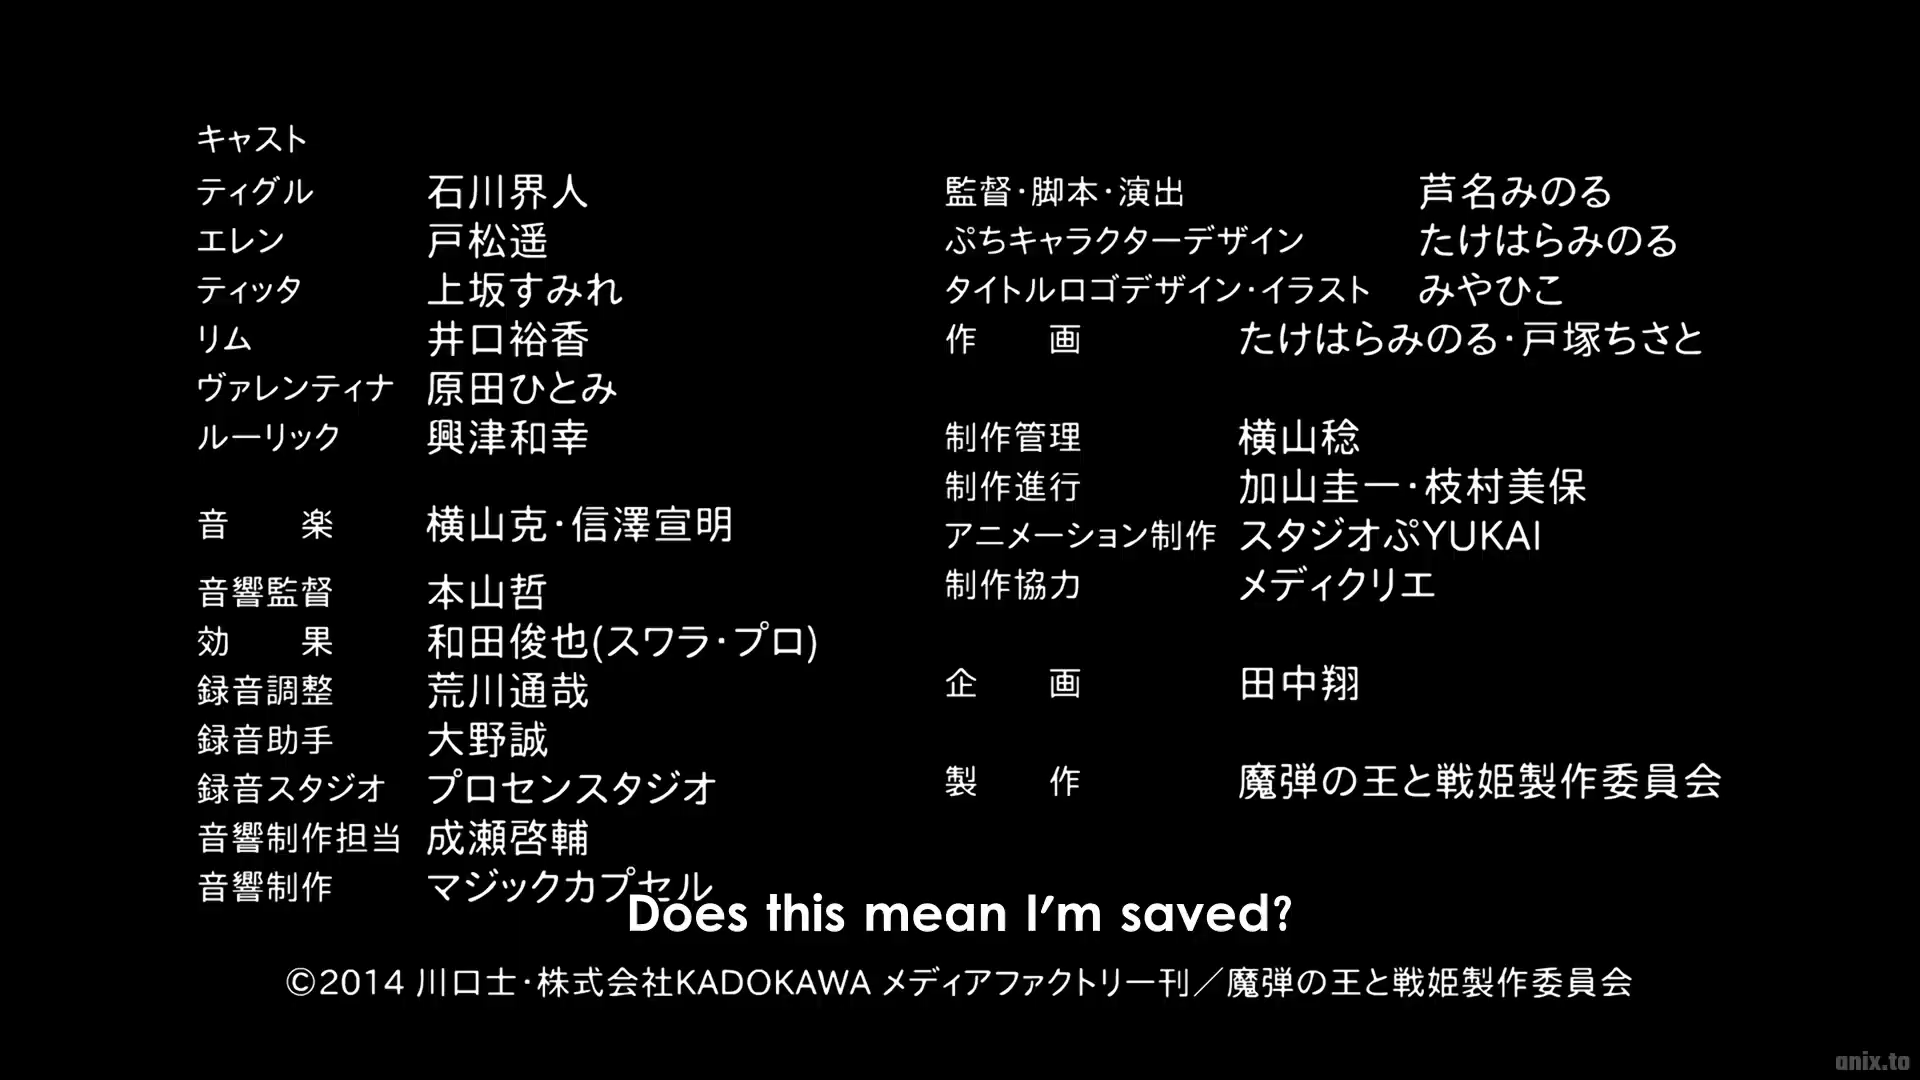 キャスト
ティグル 石川界人
エレン 戸松遥
ティッタ 上坂すみれ
リム 井口裕香
ヴァレンティナ 原田ひとみ
ルーリック 興津和幸
音 楽 横山克・信澤宣明
音響監督 本山哲
効 果 和田俊也(スワラ・プロ)
録音調整 荒川通哉
録音助手 大野誠
録音スタジオ プロセンスタジオ
音響制作担当 成瀬啓輔
音響制作 マジックカプセル
監督・脚本・演出 芦名みのる
ぷちキャラクターデザイン たけはらみのる
タイトルロゴデザイン・イラスト みやひこ
作 画 たけはらみのる・戸塚ちさと
制作管理 横山稔
制作進行 加山圭一・枝村美保
アニメーション制作 スタジオぷYUKAI
制作協力 メディクリエ
企 画 田中翔
製 作 魔弾の王と戦姫製作委員会
Does this mean I'm saved?
©2014 川口士・株式会社KADOKAWA メディアファクトリー刊／魔弾の王と戦姫製作委員会
anix.to